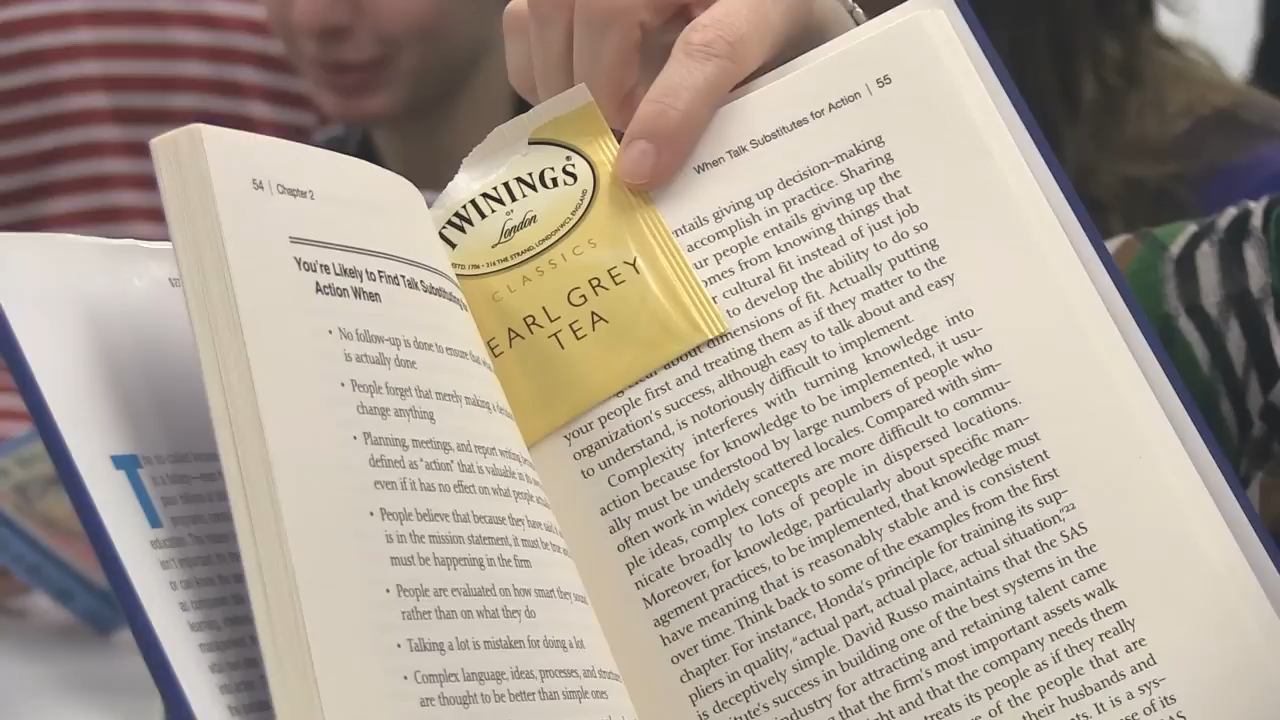 54 | Chapter 2
You're Likely to Find Talk Substituting
Action When
• No follow-up is done to ensure that
is actually done
• People forget that merely making a
change anything
• Planning, meetings, and report writing
defined as "action" that is valuable in
even if it has no effect on what people
• People believe that because they have
is in the mission statement, it must be true
must be happening in the firm
• People are evaluated on how smart they sound
rather than on what they do
• Talking a lot is mistaken for doing a lot
• Complex language, ideas, processes, and
are thought to be better than simple ones
TWININGS®
OF
London
ESTD. 1706 • 216 THE STRAND, LONDON WC2, ENGLAND
CLASSICS
EARL GREY
TEA
When Talk Substitutes for Action | 55
giving up decision-making
accomplish in practice. Sharing
people entails giving up the
from knowing things that
cultural fit instead of just job
to develop the ability to do so
about dimensions of fit. Actually putting
your people first and treating them as if they matter to the
organization's success, although easy to talk about and easy
to understand, is notoriously difficult to implement.
Complexity interferes with turning knowledge into
action because for knowledge to be implemented, it usu-
ally must be understood by large numbers of people who
often work in widely scattered locales. Compared with sim-
ple ideas, complex concepts are more difficult to commu-
nicate broadly to lots of people in dispersed locations.
Moreover, for knowledge, particularly about specific man-
agement practices, to be implemented, that knowledge must
have meaning that is reasonably stable and is consistent
over time. Think back to some of the examples from the first
chapter. For instance, Honda's principle for training its sup-
pliers in quality, "actual part, actual place, actual situation,"22
is deceptively simple. David Russo maintains that the SAS
success in building one of the best systems in the
industry for attracting and retaining talent came
that the firm's most important assets walk
and that the company needs them
treats its people as if they really
of the people that are
their husbands and
It is a sys-
of its
SAS
T